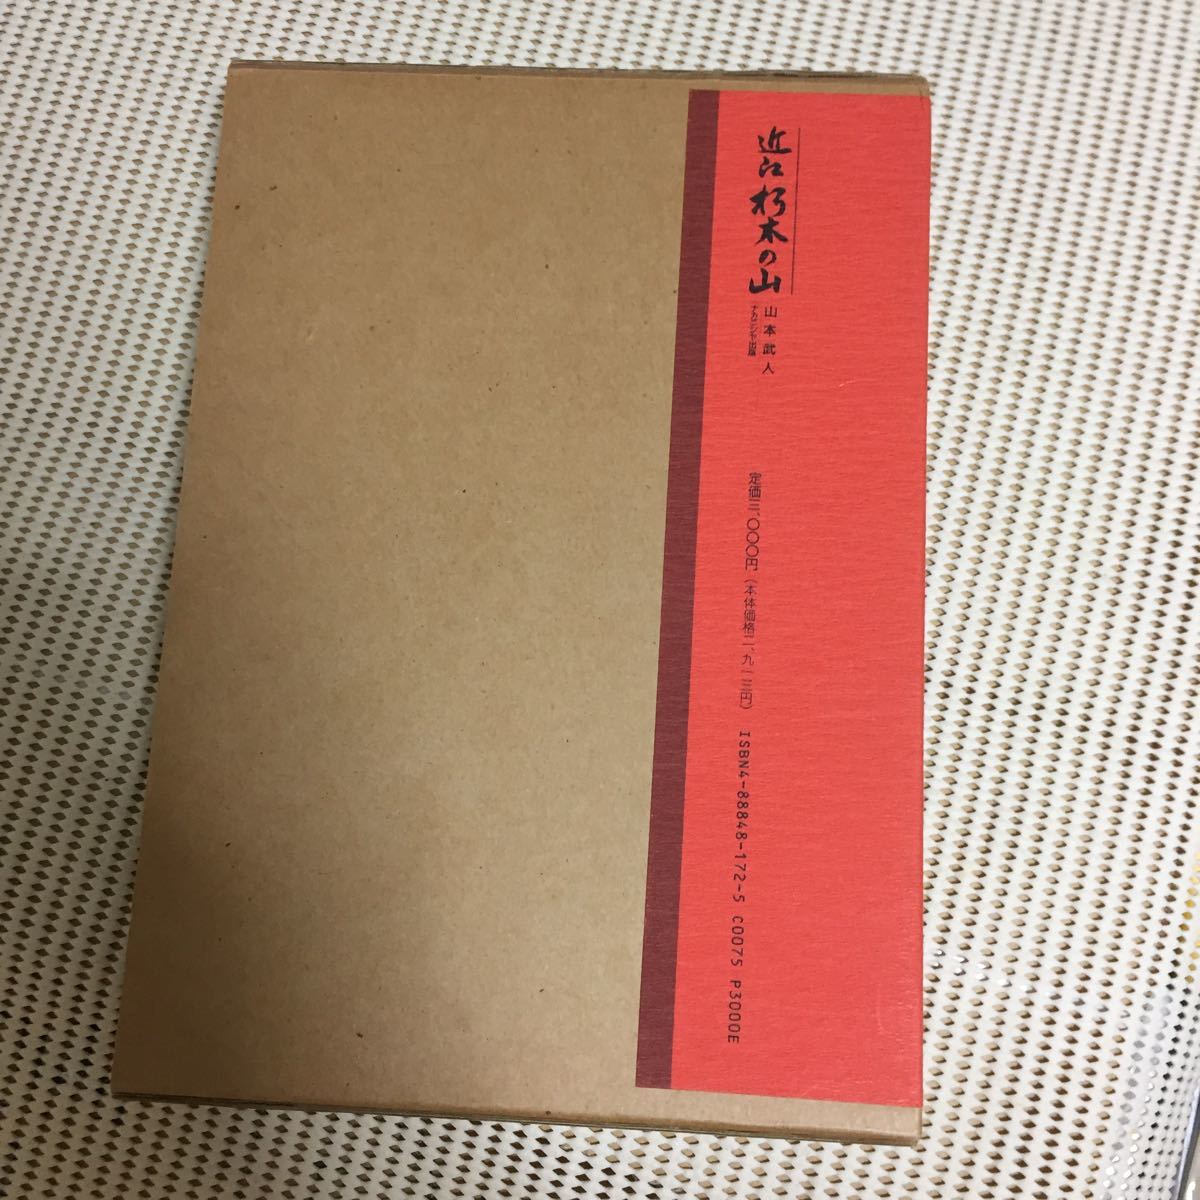 近江朽木の山
山本武人
ナカニシヤ出版
定価三、〇〇〇円（本体価格二、九一三円）
ISBN4-88848-172-5 C0075 P3000E